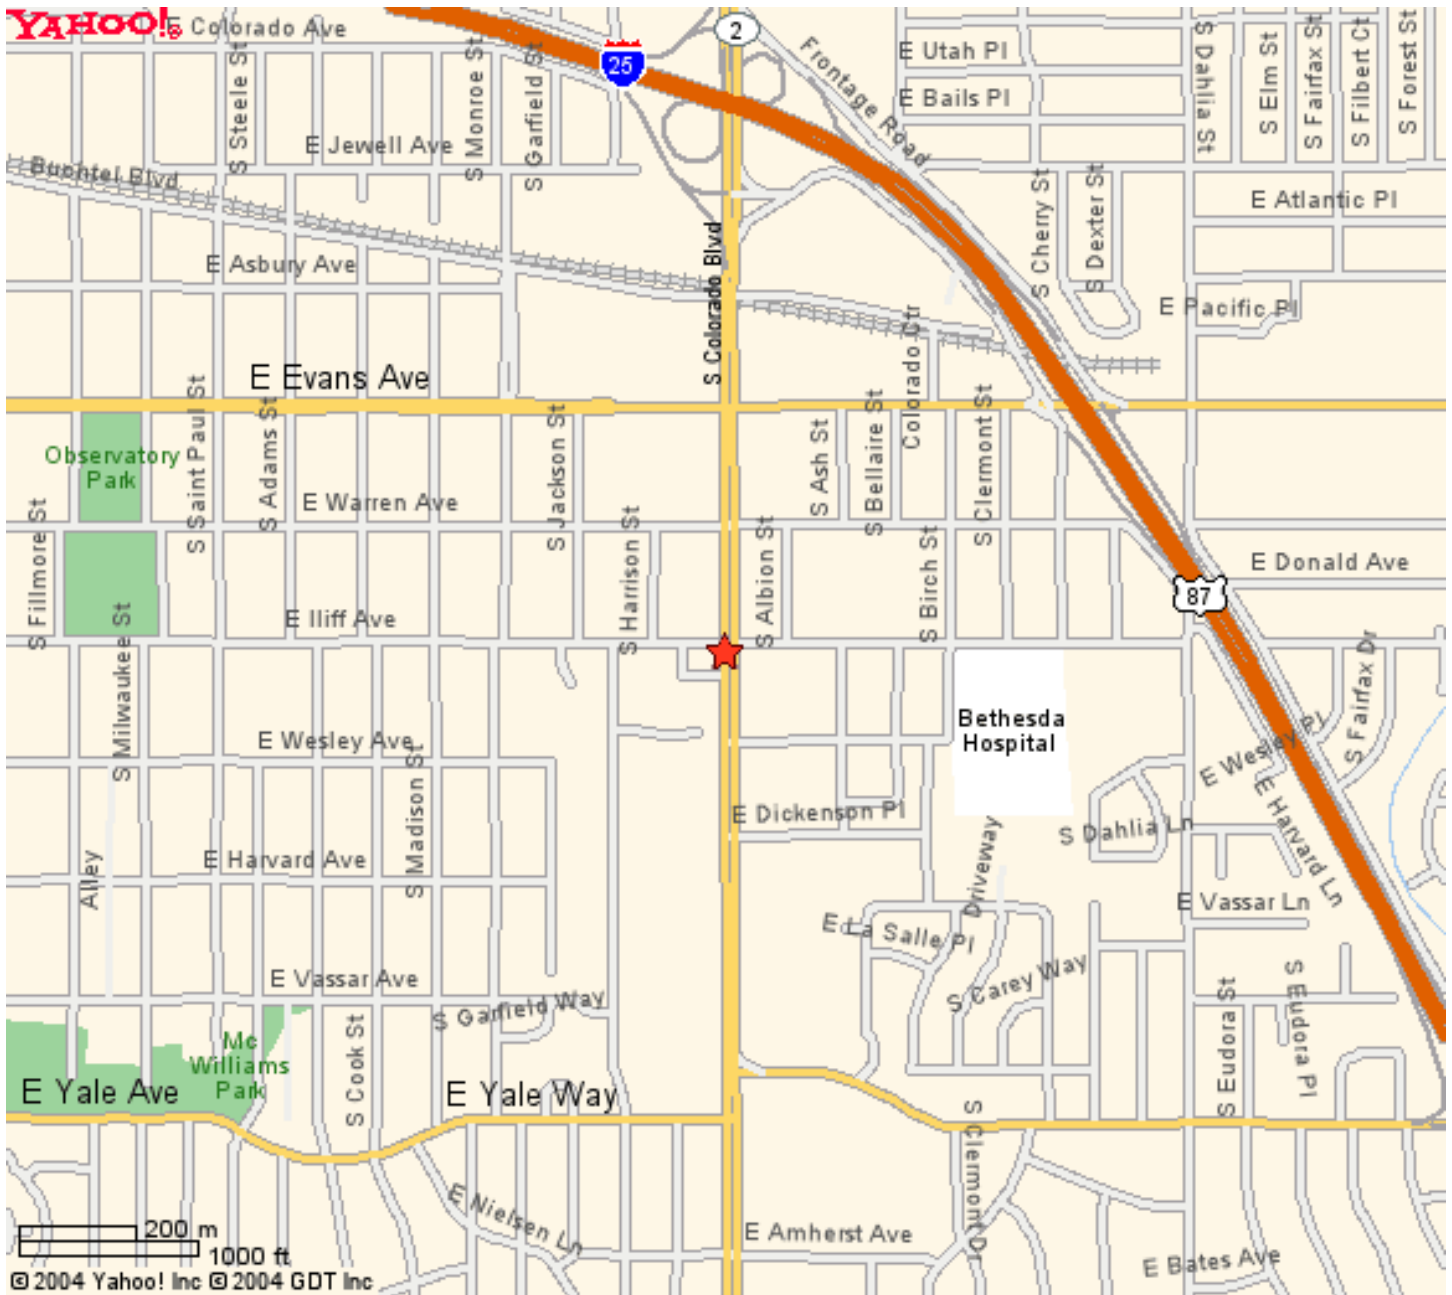 YAHOO!®
E Colorado Ave
25
2
Frontage Road
E Utah Pl
E Bails Pl
S Dahlia St
S Elm St
S Fairfax St
S Filbert Ct
S Forest St
S Steele St
E Jewell Ave
S Monroe St
S Garfield St
Buchtel Blvd
E Asbury Ave
S Colorado Blvd
S Cherry St
S Dexter St
E Atlantic Pl
E Pacific Pl
Colorado Ctr
E Evans Ave
Observatory
Park
S Saint Paul St
S Adams St
E Warren Ave
S Jackson St
S Harrison St
S Ash St
S Bellaire St
S Clermont St
S Albion St
S Birch St
E Donald Ave
87
S Fillmore St
S Milwaukee St
E Iliff Ave
Bethesda
Hospital
S Fairfax Dr
E Wesley Pl
E Wesley Ave
S Madison St
E Dickenson Pl
S Dahlia Ln
E Harvard Ln
Alley
E Harvard Ave
Driveway
E Vassar Ln
E La Salle Pl
S Carey Way
E Vassar Ave
S Garfield Way
S Eudora St
S Eudora Pl
Mc
Williams
Park
S Cook St
E Yale Ave
E Yale Way
S Clermont Dr
E Nielsen Ln
E Amherst Ave
E Bates Ave
200 m
1000 ft
© 2004 Yahoo! Inc © 2004 GDT Inc